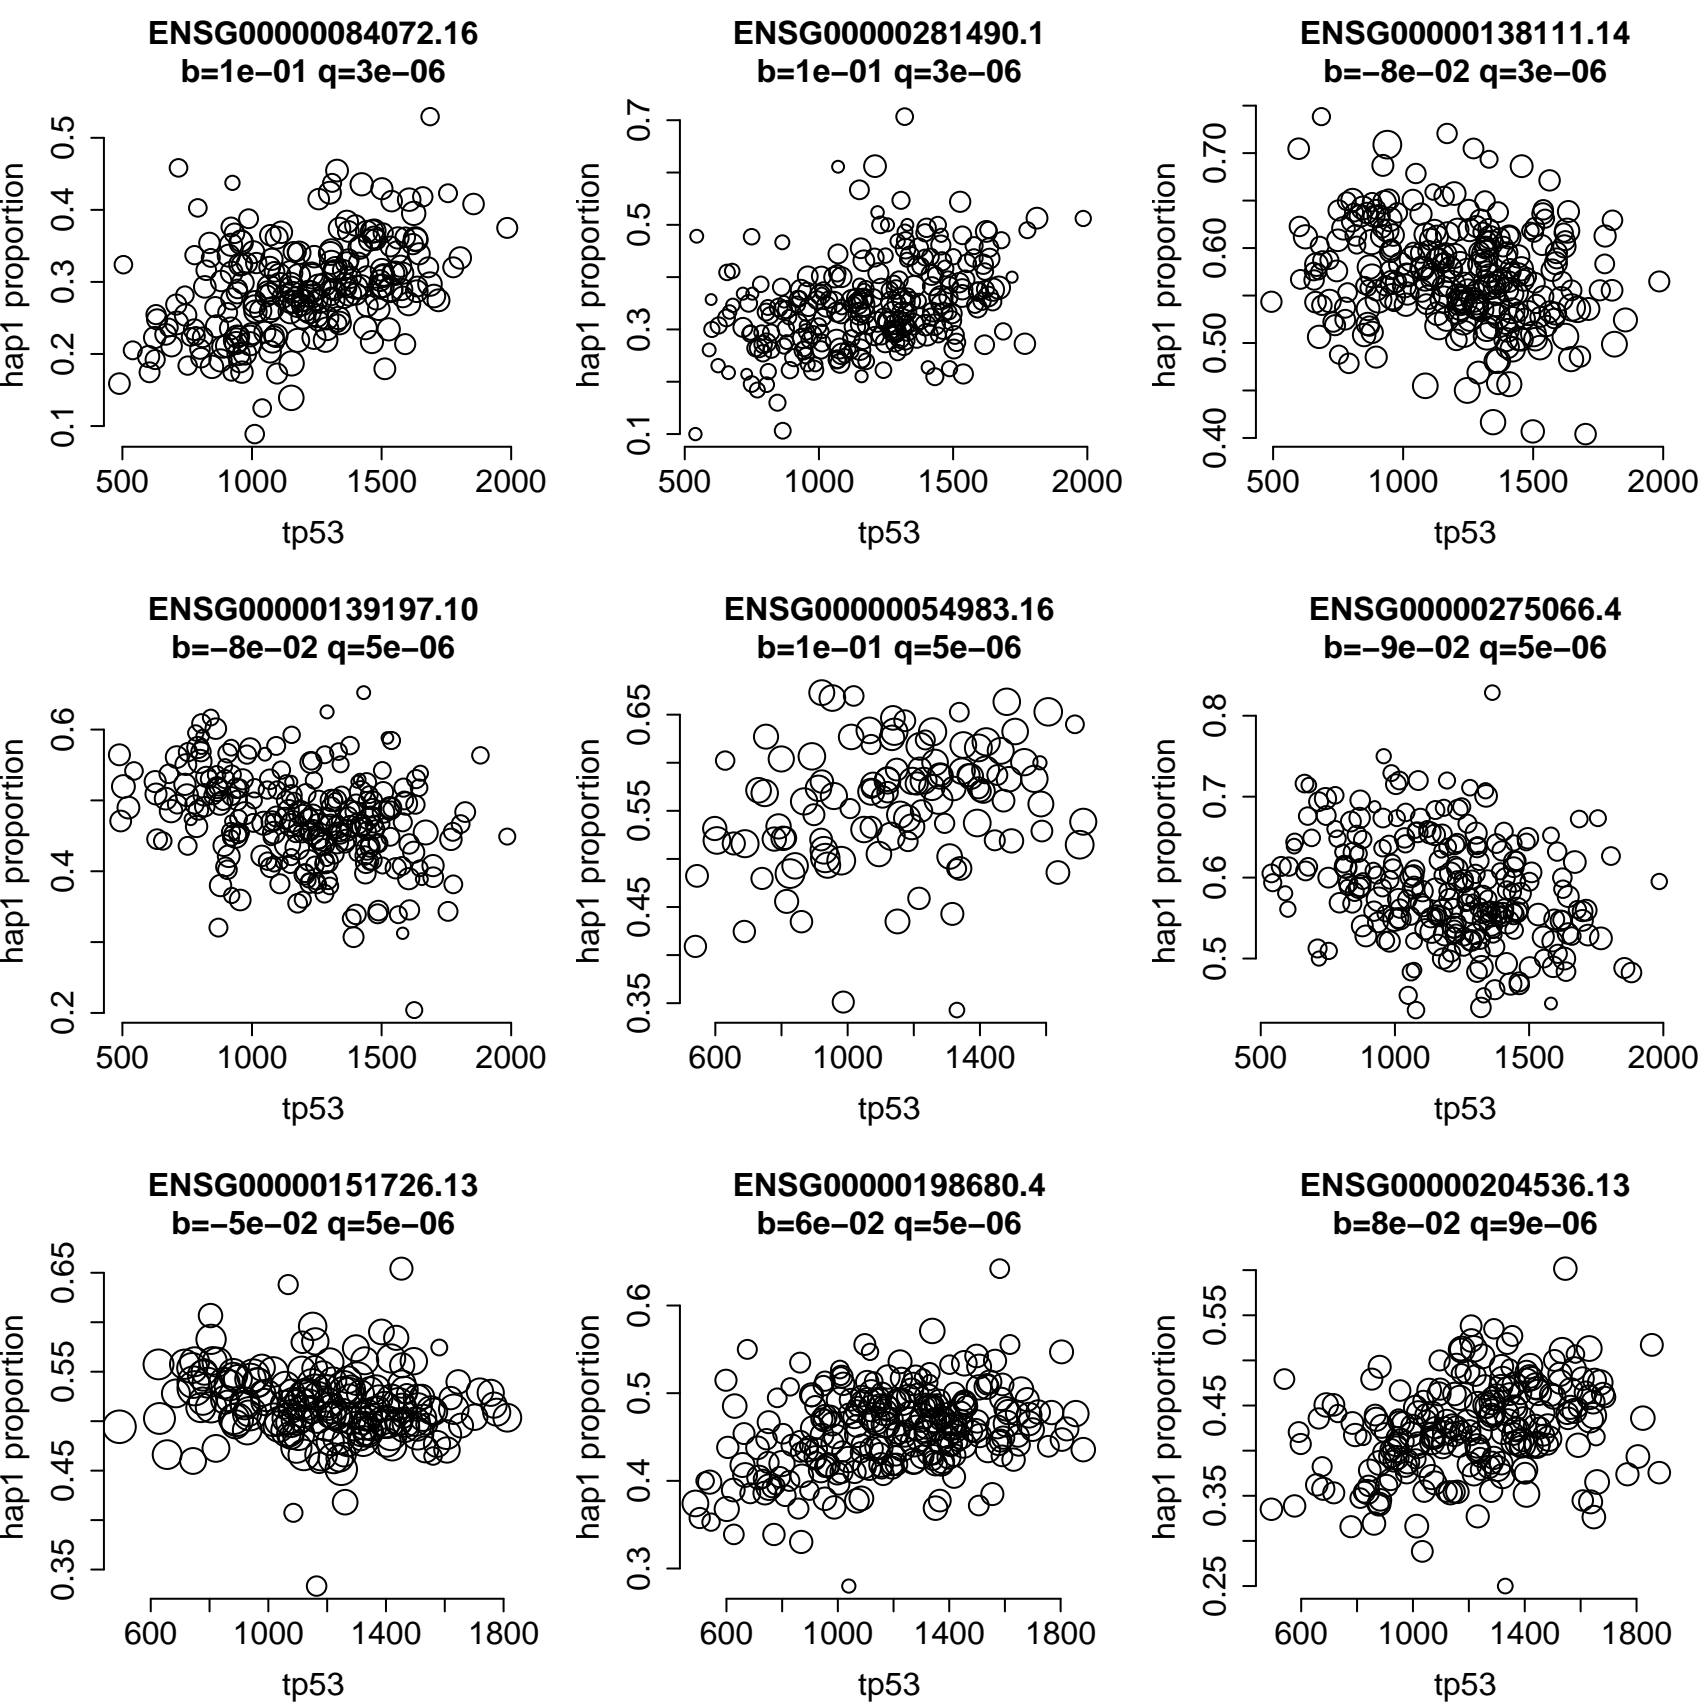 ENSG00000084072.16
b=1e−01 q=3e−06
hap1 proportion
0.1 0.2 0.3 0.4 0.5
500 1000 1500 2000
tp53
ENSG00000281490.1
b=1e−01 q=3e−06
hap1 proportion
0.1 0.3 0.5 0.7
500 1000 1500 2000
tp53
ENSG00000138111.14
b=−8e−02 q=3e−06
hap1 proportion
0.40 0.50 0.60 0.70
500 1000 1500 2000
tp53
ENSG00000139197.10
b=−8e−02 q=5e−06
hap1 proportion
0.2 0.4 0.6
500 1000 1500 2000
tp53
ENSG00000054983.16
b=1e−01 q=5e−06
hap1 proportion
0.35 0.45 0.55 0.65
600 1000 1400
tp53
ENSG00000275066.4
b=−9e−02 q=5e−06
hap1 proportion
0.5 0.6 0.7 0.8
500 1000 1500 2000
tp53
ENSG00000151726.13
b=−5e−02 q=5e−06
hap1 proportion
0.35 0.45 0.55 0.65
600 1000 1400 1800
tp53
ENSG00000198680.4
b=6e−02 q=5e−06
hap1 proportion
0.3 0.4 0.5 0.6
600 1000 1400 1800
tp53
ENSG00000204536.13
b=8e−02 q=9e−06
hap1 proportion
0.25 0.35 0.45 0.55
600 1000 1400 1800
tp53